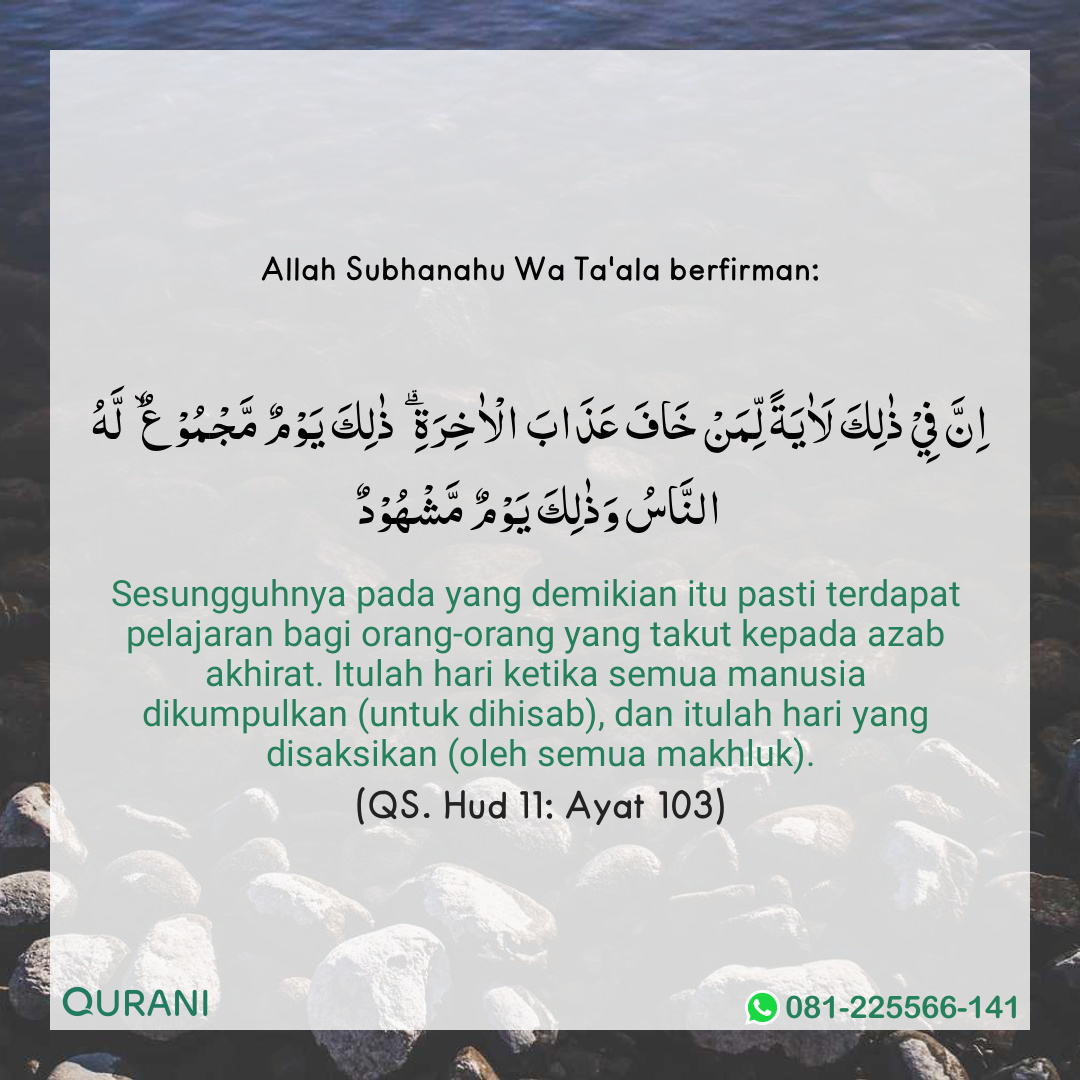 Allah Subhanahu Wa Ta'ala berfirman:
اِنَّ فِيْ ذٰلِكَ لَاٰيَةً لِّمَنْ خَافَ عَذَابَ الْاٰخِرَةِ ۗ ذٰلِكَ يَوْمٌ مَّجْمُوْعٌ ۙ لَّهُ
النَّاسُ وَذٰلِكَ يَوْمٌ مَّشْهُوْدٌ
Sesungguhnya pada yang demikian itu pasti terdapat
pelajaran bagi orang-orang yang takut kepada azab
akhirat. Itulah hari ketika semua manusia
dikumpulkan (untuk dihisab), dan itulah hari yang
disaksikan (oleh semua makhluk).
(QS. Hud 11: Ayat 103)
QURANI
081-225566-141